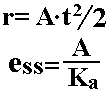 r= A·t²/2
eₛₛ= A/Kₐ